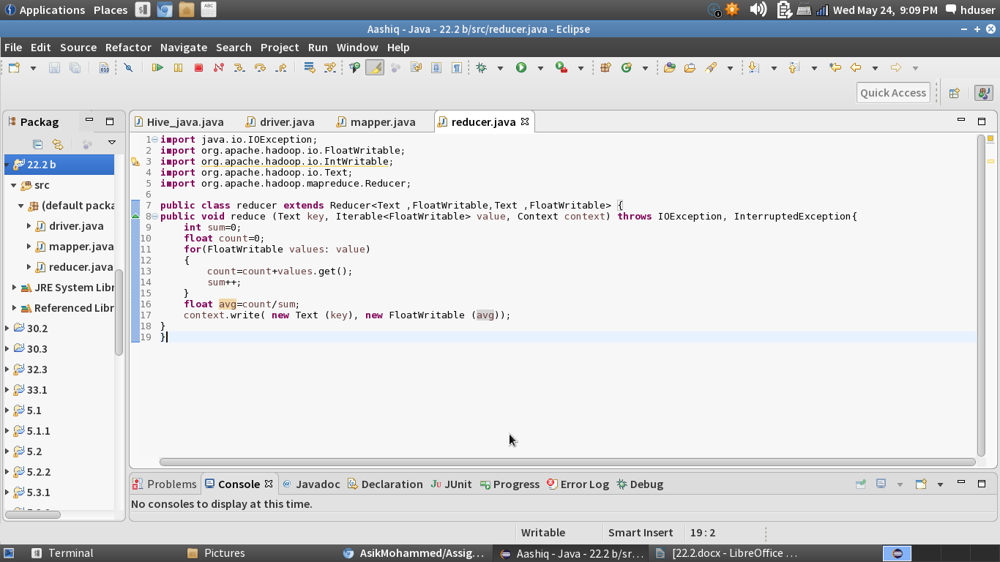 Applications Places ABC 1 Wed May 24, 9:09 PM hduser
Aashiq - Java - 22.2 b/src/reducer.java - Eclipse
File Edit Source Refactor Navigate Search Project Run Window Help
010
Quick Access
Packag
Hive_java.java driver.java mapper.java reducer.java
22.2 b
src
(default packa
driver.java
mapper.java
reducer.java
JRE System Libr
Referenced Libr
30.2
30.3
32.3
33.1
5.1
5.1.1
5.2
5.2.2
5.3.1
1 import java.io.IOException;
2 import org.apache.hadoop.io.FloatWritable;
3 import org.apache.hadoop.io.IntWritable;
4 import org.apache.hadoop.io.Text;
5 import org.apache.hadoop.mapreduce.Reducer;
6
7 public class reducer extends Reducer<Text ,FloatWritable,Text ,FloatWritable> {
8 public void reduce (Text key, Iterable<FloatWritable> value, Context context) throws IOException, InterruptedException{
9 int sum=0;
10 float count=0;
11 for(FloatWritable values: value)
12 {
13 count=count+values.get();
14 sum++;
15 }
16 float avg=count/sum;
17 context.write( new Text (key), new FloatWritable (avg));
18 }
19 }
Problems Console @ Javadoc Declaration JU JUnit Progress Error Log Debug
No consoles to display at this time.
Writable Smart Insert 19 : 2
Terminal Pictures AsikMohammed/Assig... Aashiq - Java - 22.2 b/sr... [22.2.docx - LibreOffice ...